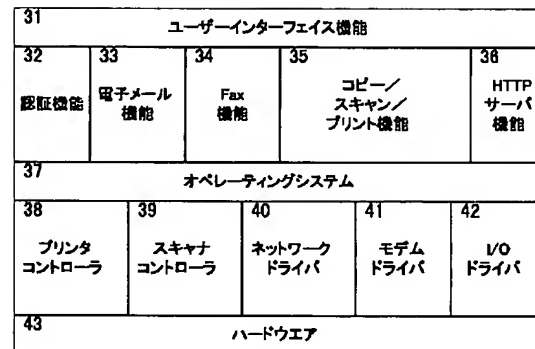 31
ユーザーインターフェイス機能
32
認証機能
33
電子メール
機能
34
Fax
機能
35
コピー／
スキャン／
プリント機能
36
HTTP
サーバ
機能
37
オペレーティングシステム
38
プリンタ
コントローラ
39
スキャナ
コントローラ
40
ネットワーク
ドライバ
41
モデム
ドライバ
42
I/O
ドライバ
43
ハードウエア